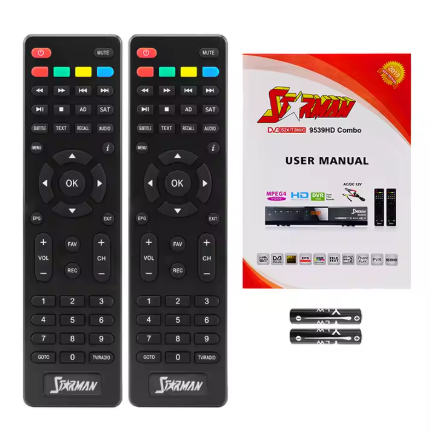 MUTE
AD
SAT
SUBTITLE
TEXT
RECALL
AUDIO
MENU
i
OK
EPG
EXIT
+
FAV
+
VOL
CH
-
REC
-
1 2 3
4 5 6
7 8 9
GOTO 0 TV/RADIO
STARMAN
MUTE
AD
SAT
SUBTITLE
TEXT
RECALL
AUDIO
MENU
i
OK
EPG
EXIT
+
FAV
+
VOL
CH
-
REC
-
1 2 3
4 5 6
7 8 9
GOTO 0 TV/RADIO
STARMAN
STARMAN
9539HD Combo
USER MANUAL
AC/DC 12V
MPEG4 HD DVR